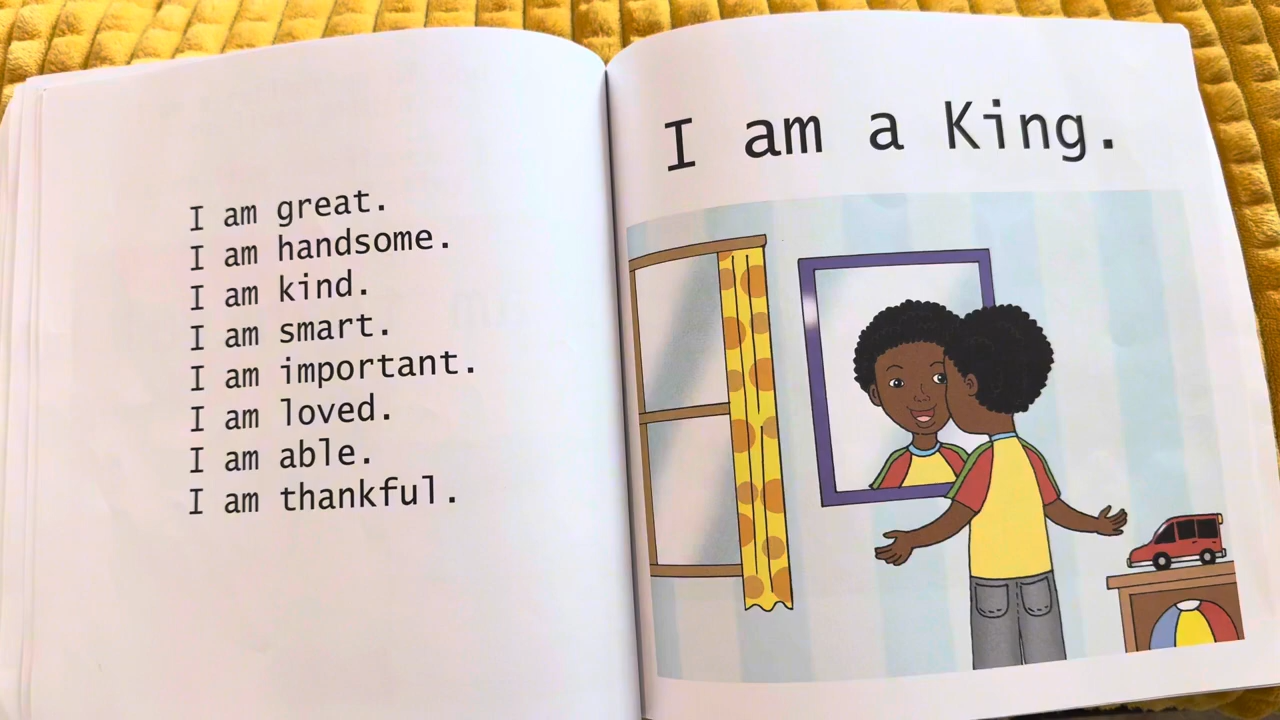 I am great.
I am handsome.
I am kind.
I am smart.
I am important.
I am loved.
I am able.
I am thankful.
I am a King.